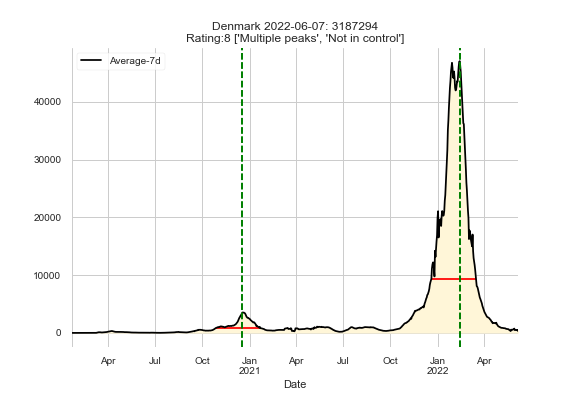 Denmark 2022-06-07: 3187294
Rating:8 ['Multiple peaks', 'Not in control']
Average-7d
40000
30000
20000
10000
0
Apr Jul Oct Jan Apr Jul Oct Jan Apr
2021 2022
Date